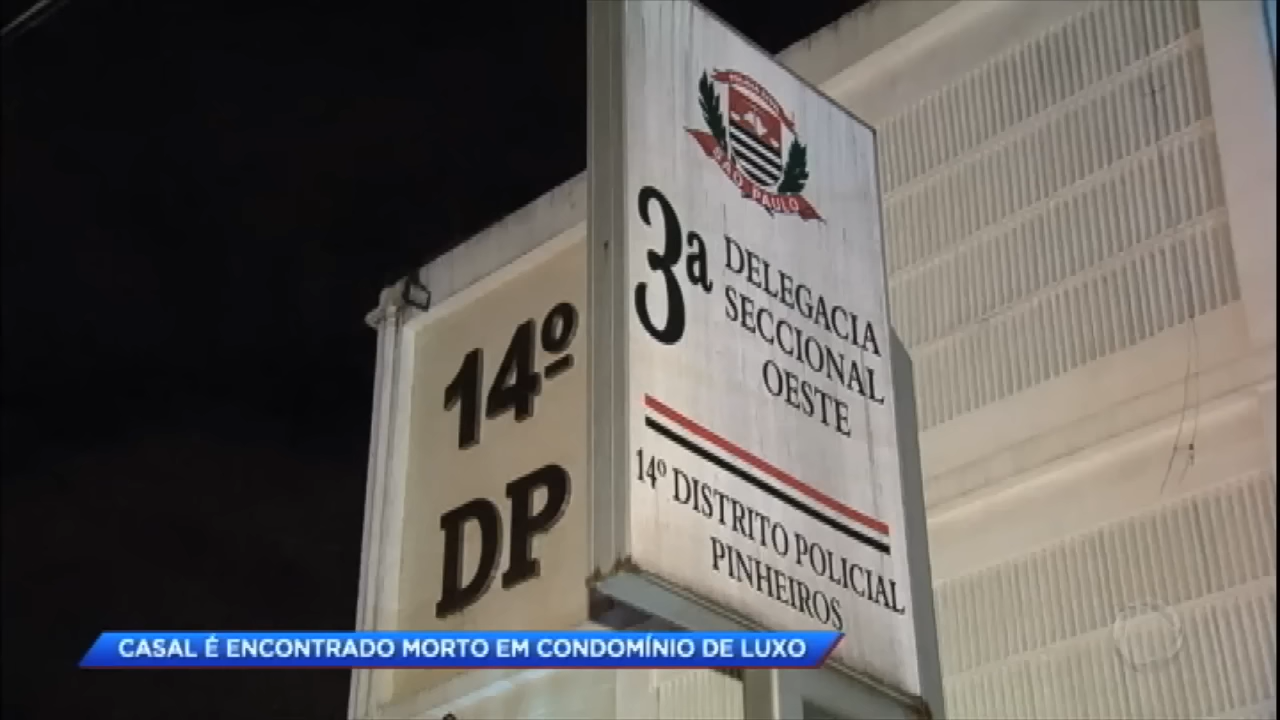 SÃO PAULO
3a
DELEGACIA
SECCIONAL
OESTE
14º DISTRITO POLICIAL
PINHEIROS
14º
DP
CASAL É ENCONTRADO MORTO EM CONDOMÍNIO DE LUXO